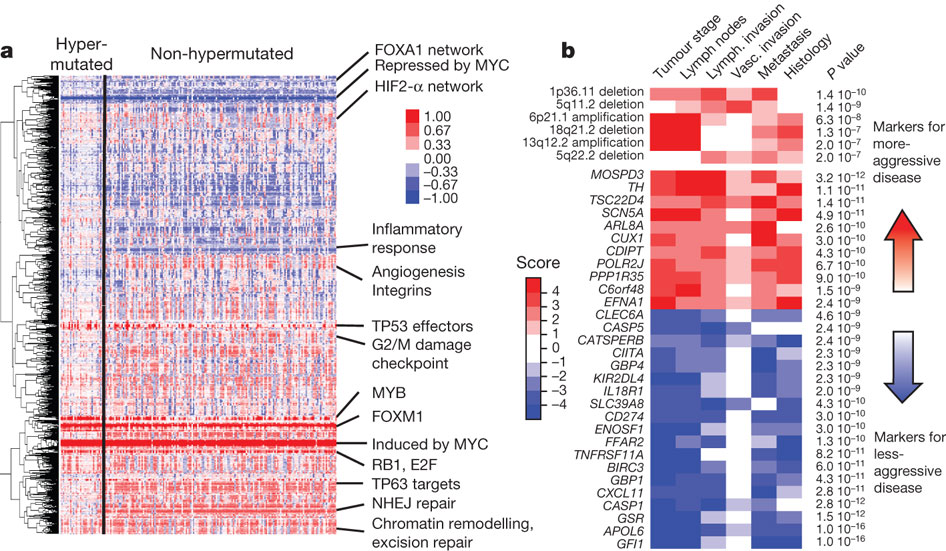 a
Hyper-
mutated
Non-hypermutated
FOXA1 network
Repressed by MYC
HIF2-α network
1.00
0.67
0.33
0.00
−0.33
−0.67
−1.00
Inflammatory
response
Angiogenesis
Integrins
TP53 effectors
G2/M damage
checkpoint
MYB
FOXM1
Induced by MYC
RB1, E2F
TP63 targets
NHEJ repair
Chromatin remodelling,
excision repair
Score
4
3
2
1
0
−1
−2
−3
−4
b
Tumour stage
Lymph nodes
Lymph. invasion
Vasc. invasion
Metastasis
Histology
P value
1p36.11 deletion 1.4 10−10
5q11.2 deletion 1.4 10−9
6p21.1 amplification 6.3 10−8
18q21.2 deletion 1.3 10−7
13q12.2 amplification 2.0 10−7
5q22.2 deletion 2.0 10−7
MOSPD3 3.2 10−12
TH 1.1 10−11
TSC22D4 1.4 10−11
SCN5A 4.9 10−11
ARL8A 2.6 10−10
CUX1 3.0 10−10
CDIPT 4.3 10−10
POLR2J 6.7 10−10
PPP1R35 9.0 10−10
C6orf48 1.5 10−9
EFNA1 2.4 10−9
CLEC6A 4.6 10−9
CASP5 2.4 10−9
CATSPERB 2.4 10−9
CIITA 2.3 10−9
GBP4 2.3 10−9
KIR2DL4 2.3 10−9
IL18R1 2.0 10−9
SLC39A8 4.3 10−10
CD274 3.0 10−10
ENOSF1 3.0 10−10
FFAR2 1.3 10−10
TNFRSF11A 8.2 10−11
BIRC3 6.0 10−11
GBP1 4.3 10−11
CXCL11 2.8 10−11
CASP1 2.8 10−12
GSR 1.5 10−12
APOL6 1.0 10−16
GFI1 1.0 10−16
Markers for
more-
aggressive
disease
Markers for
less-
aggressive
disease